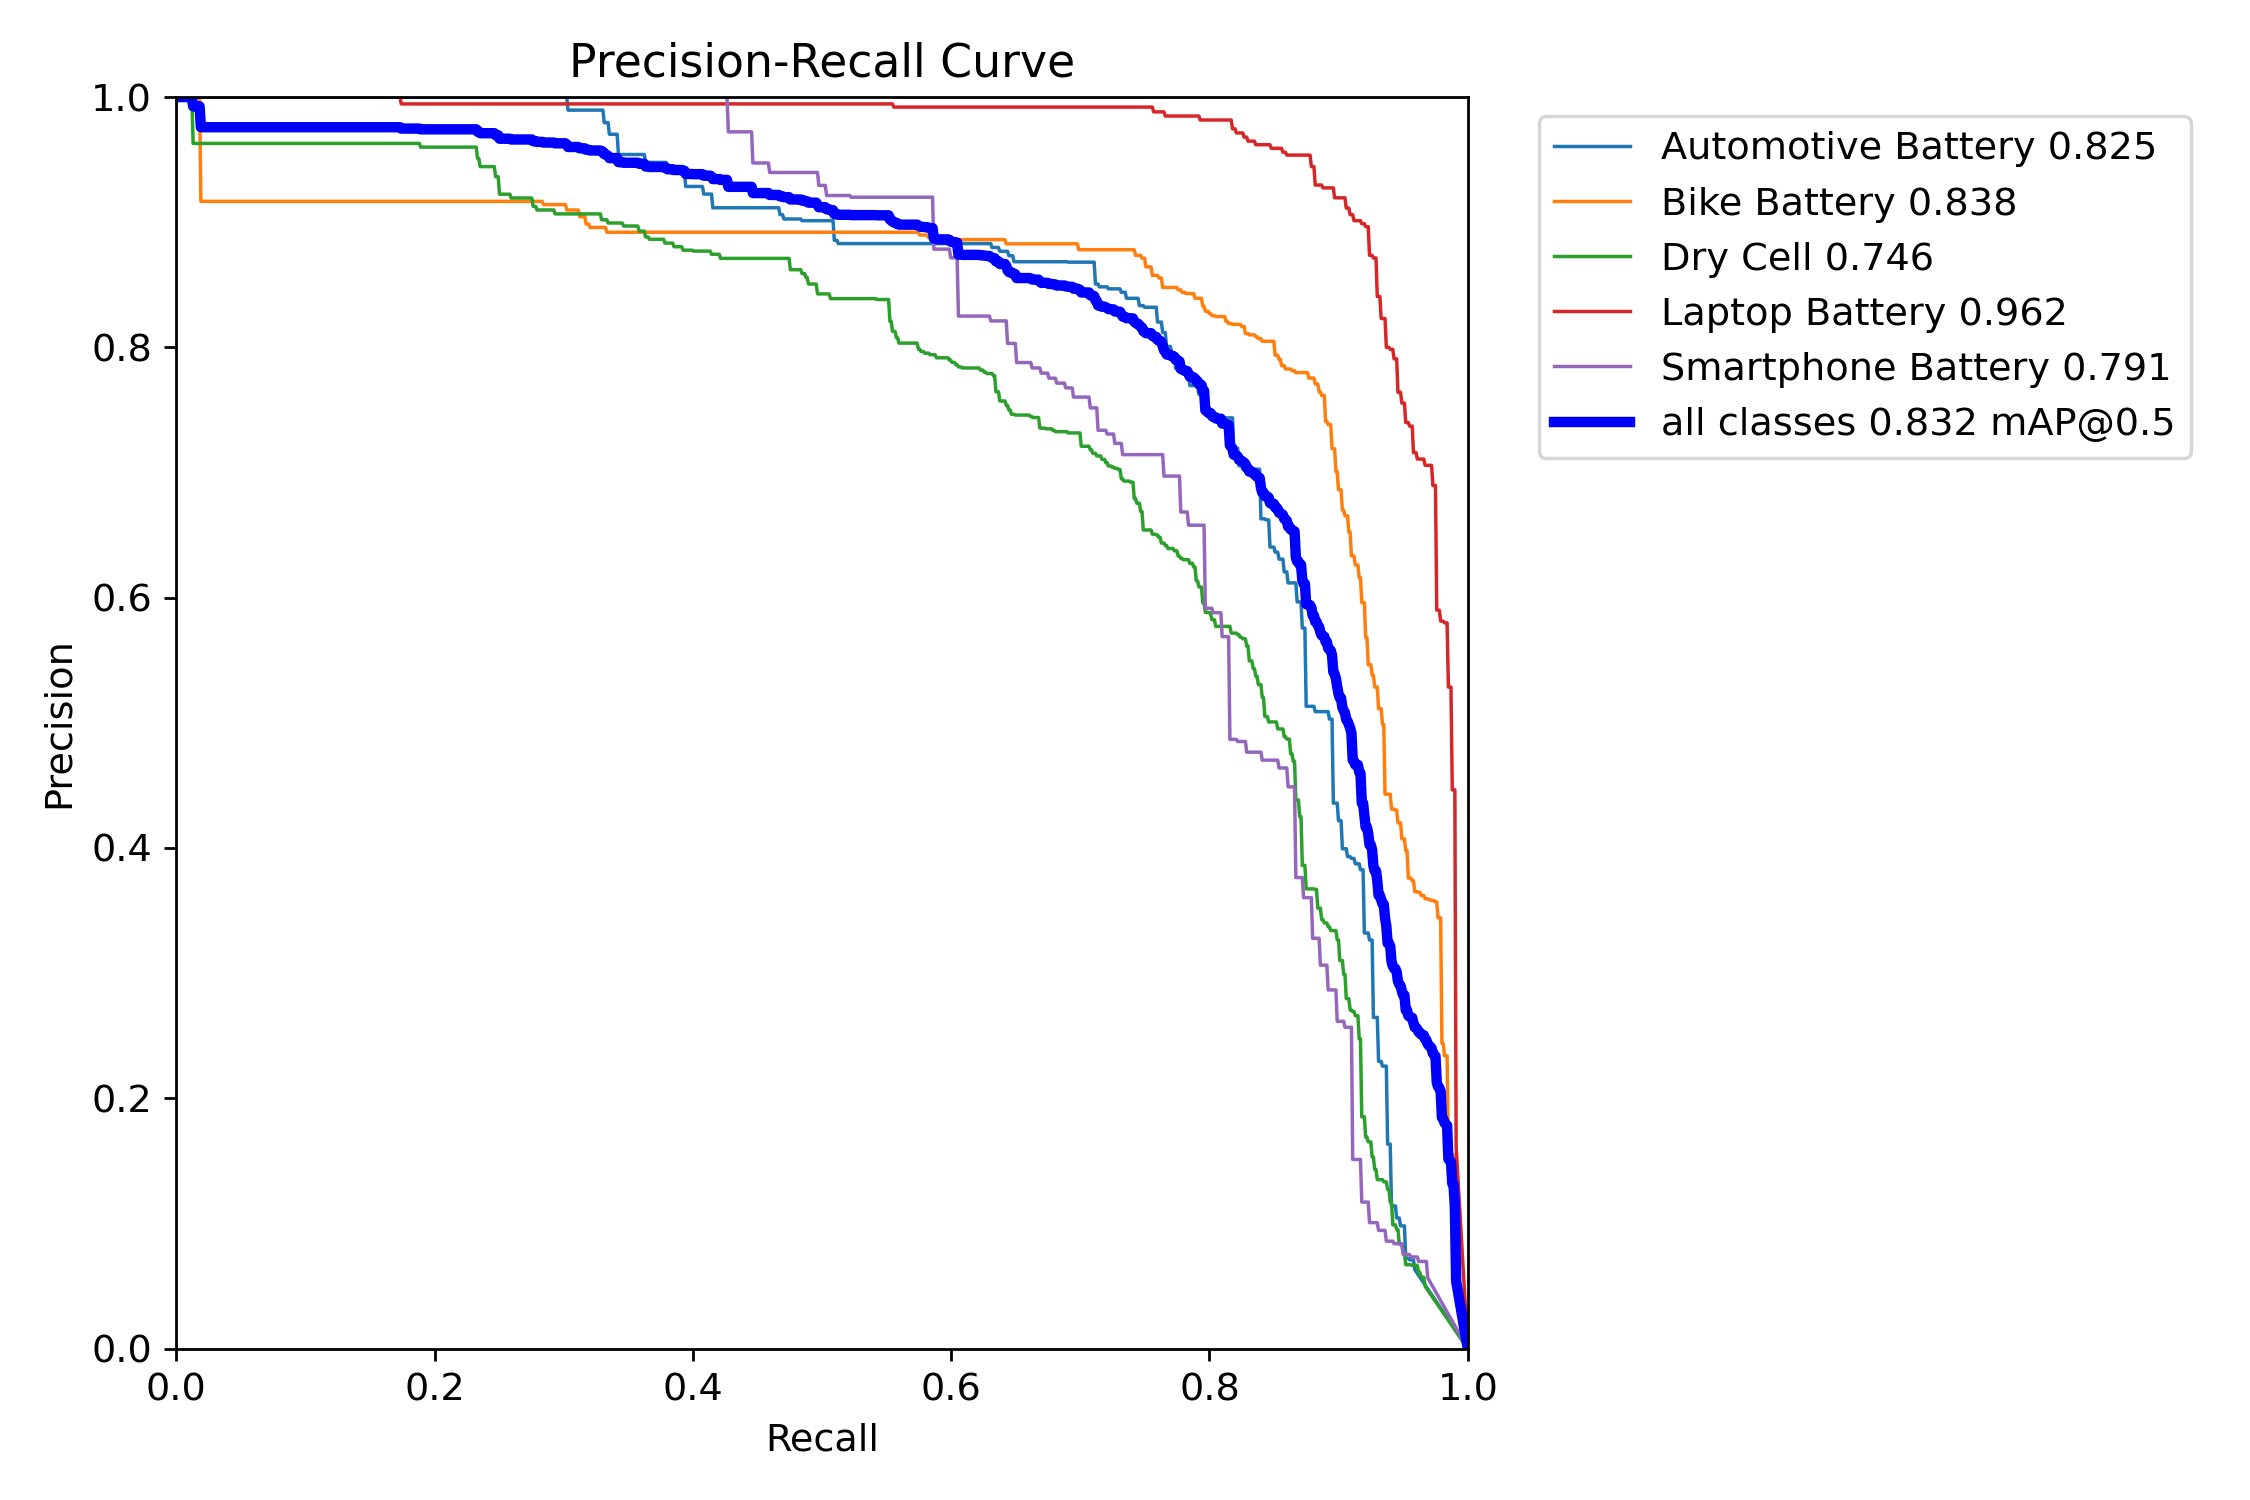 Precision-Recall Curve
1.0
0.8
0.6
0.4
0.2
0.0
Precision
0.0 0.2 0.4 0.6 0.8 1.0
Recall
Automotive Battery 0.825
Bike Battery 0.838
Dry Cell 0.746
Laptop Battery 0.962
Smartphone Battery 0.791
all classes 0.832 mAP@0.5